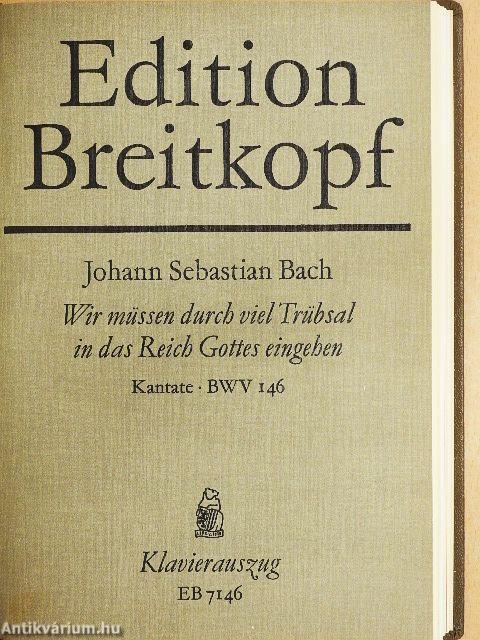 Edition
Breitkopf
Johann Sebastian Bach
Wir müssen durch viel Trübsal
in das Reich Gottes eingehen
Kantate · BWV 146
Klavierauszug
EB 7146
Antikvárium.hu